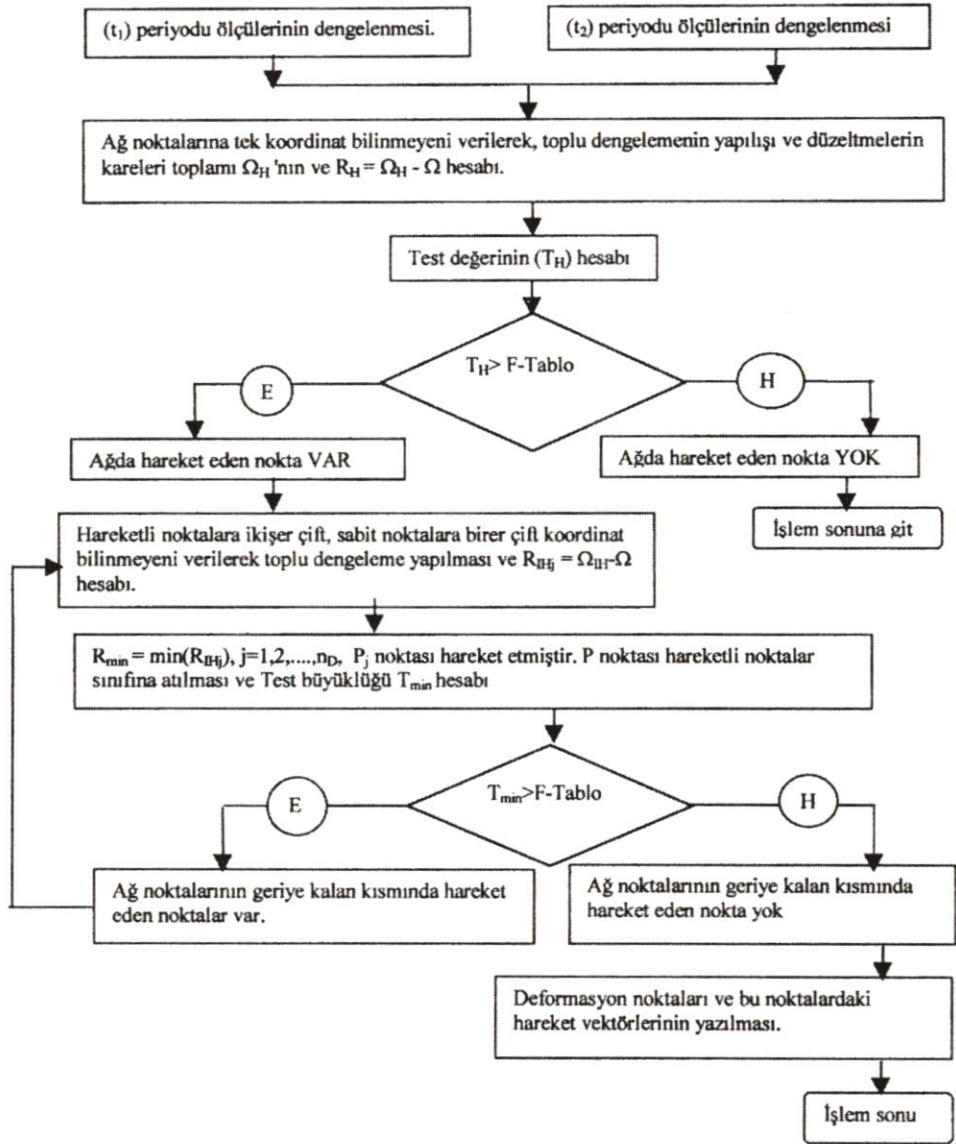 (t₁) periyodu ölçülerinin dengelenmesi.
(t₂) periyodu ölçülerinin dengelenmesi
Ağ noktalarına tek koordinat bilinmeyeni verilerek, toplu dengelemenin yapılışı ve düzeltmelerin
kareleri toplamı Ω_H 'nın ve R_H = Ω_H - Ω hesabı.
Test değerinin (T_H) hesabı
T_H> F-Tablo
E
H
Ağda hareket eden nokta VAR
Ağda hareket eden nokta YOK
İşlem sonuna git
Hareketli noktalara ikişer çift, sabit noktalara birer çift koordinat
bilinmeyeni verilerek toplu dengeleme yapılması ve R_IHj = Ω_IH-Ω
hesabı.
R_min = min(R_IHj), j=1,2,....,n_D, P_j noktası hareket etmiştir. P noktası hareketli noktalar
sınıfına atılması ve Test büyüklüğü T_min hesabı
T_min>F-Tablo
E
H
Ağ noktalarının geriye kalan kısmında hareket
eden noktalar var.
Ağ noktalarının geriye kalan kısmında
hareket eden nokta yok
Deformasyon noktaları ve bu noktalardaki
hareket vektörlerinin yazılması.
İşlem sonu